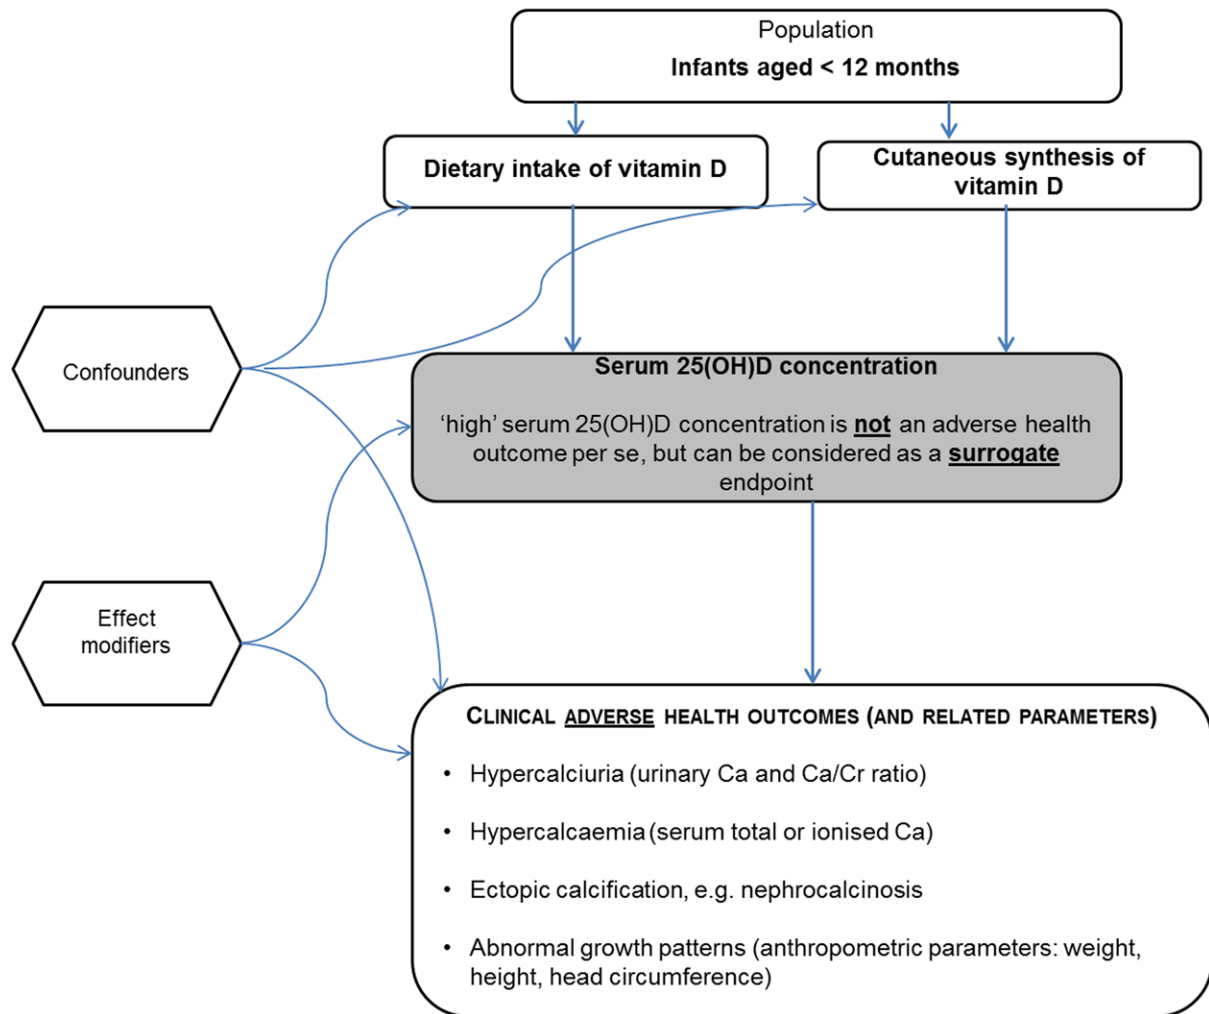 Population
Infants aged < 12 months
Dietary intake of vitamin D
Cutaneous synthesis of
vitamin D
Confounders
Serum 25(OH)D concentration
‘high’ serum 25(OH)D concentration is not an adverse health
outcome per se, but can be considered as a surrogate
endpoint
Effect
modifiers
CLINICAL ADVERSE HEALTH OUTCOMES (AND RELATED PARAMETERS)
• Hypercalciuria (urinary Ca and Ca/Cr ratio)
• Hypercalcaemia (serum total or ionised Ca)
• Ectopic calcification, e.g. nephrocalcinosis
• Abnormal growth patterns (anthropometric parameters: weight,
height, head circumference)